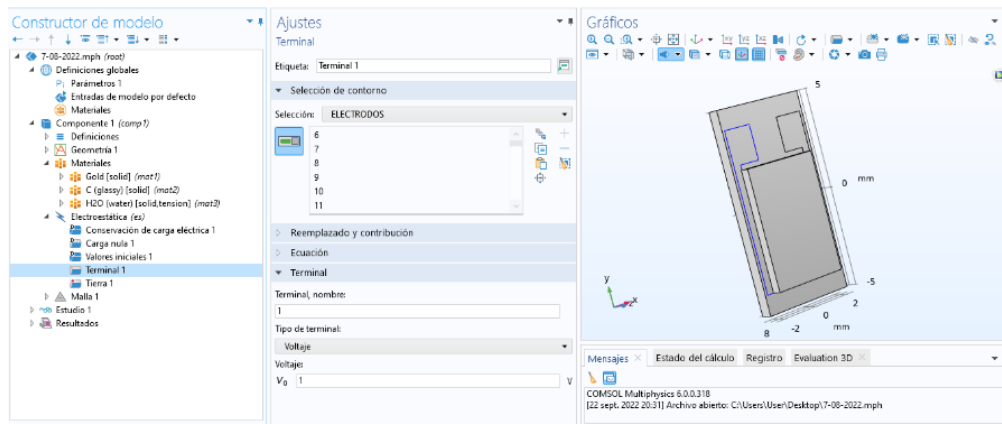 Constructor de modelo
7-08-2022.mph (root)
Definiciones globales
Parámetros 1
Entradas de modelo por defecto
Materiales
Componente 1 (comp1)
Definiciones
Geometría 1
Materiales
Gold [solid] (mat1)
C (glassy) [solid] (mat2)
H2O (water) [solid,tension] (mat3)
Electroestática (es)
Conservación de carga eléctrica 1
Carga nula 1
Valores iniciales 1
Terminal 1
Tierra 1
Malla 1
Estudio 1
Resultados
Ajustes
Terminal
Etiqueta: Terminal 1
Selección de contorno
Selección: ELECTRODOS
6
7
8
9
10
11
Reemplazado y contribución
Ecuación
Terminal
Terminal, nombre:
1
Tipo de terminal:
Voltaje
Voltaje:
V0 1 V
Gráficos
5
0 mm
-5
2
0
mm
-2
8
y
z x
Mensajes Estado del cálculo Registro Evaluation 3D
COMSOL Multiphysics 6.0.0.318
[22 sept. 2022 20:31] Archivo abierto: C:\Users\User\Desktop\7-08-2022.mph